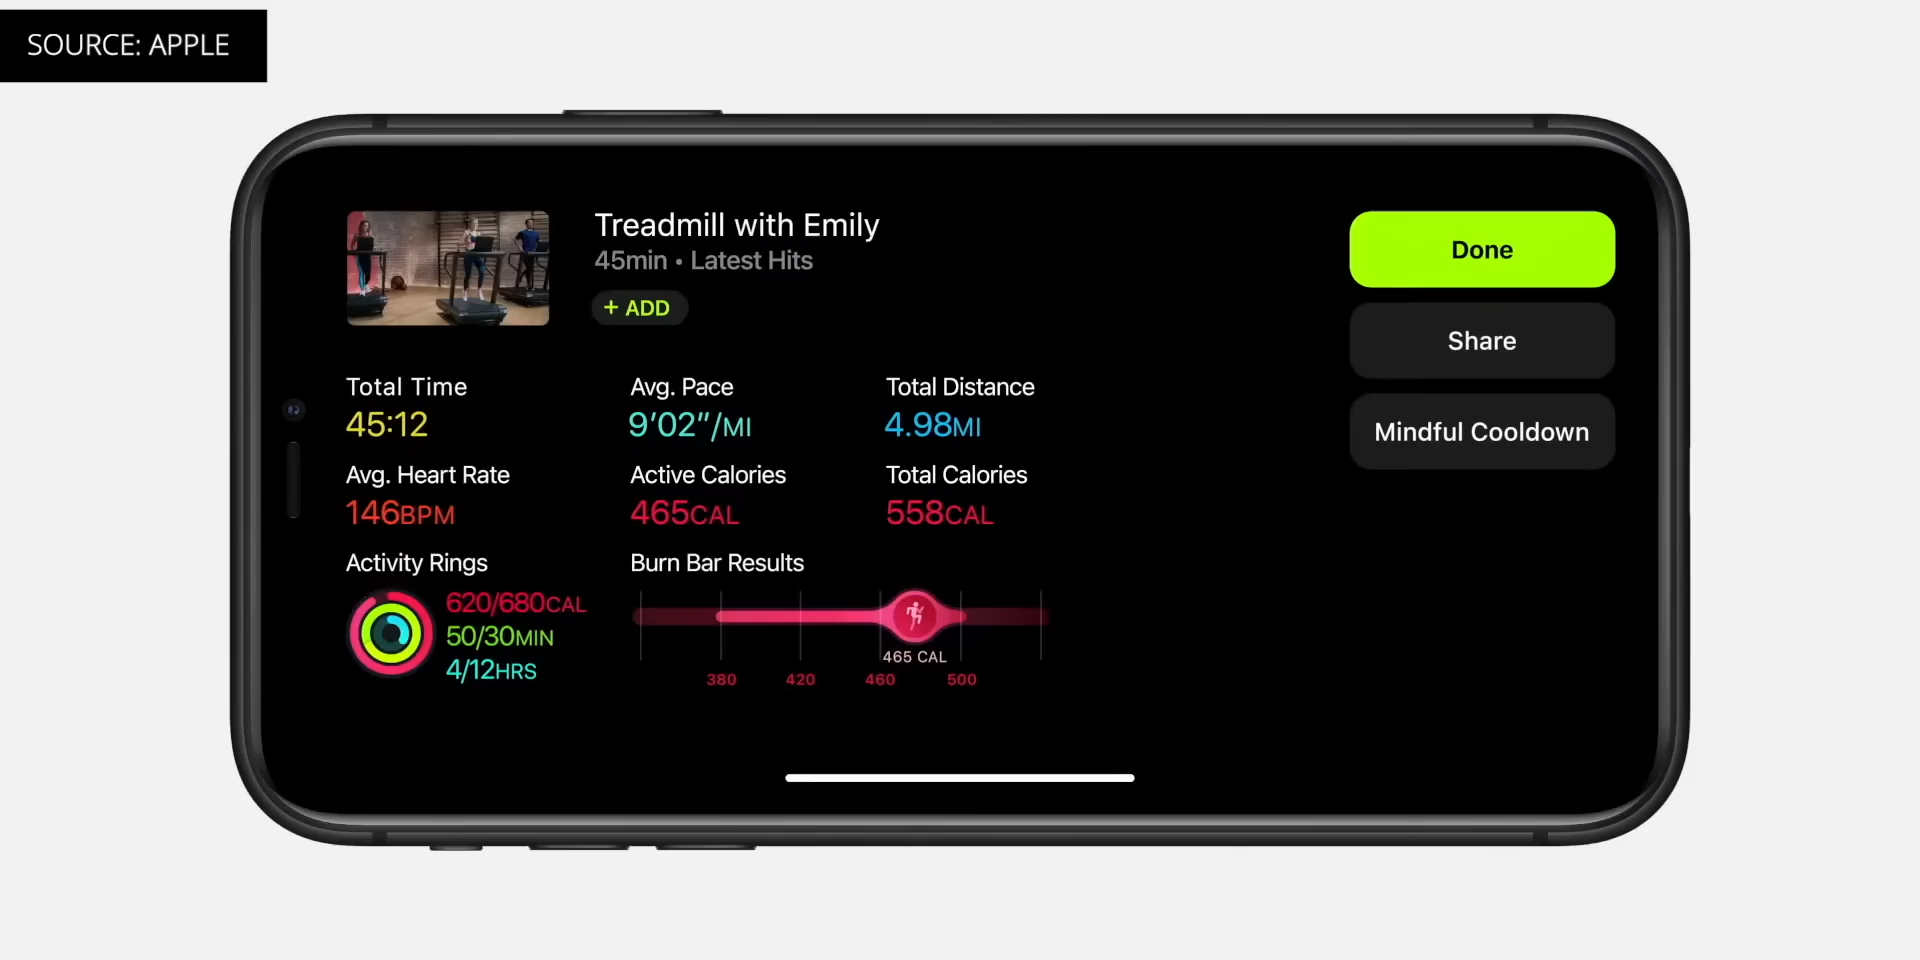 SOURCE: APPLE
Treadmill with Emily
45min • Latest Hits
+ ADD
Done
Share
Mindful Cooldown
Total Time
45:12
Avg. Pace
9’02”/MI
Total Distance
4.98MI
Avg. Heart Rate
146BPM
Active Calories
465CAL
Total Calories
558CAL
Activity Rings
620/680CAL
50/30MIN
4/12HRS
Burn Bar Results
465 CAL
380 420 460 500